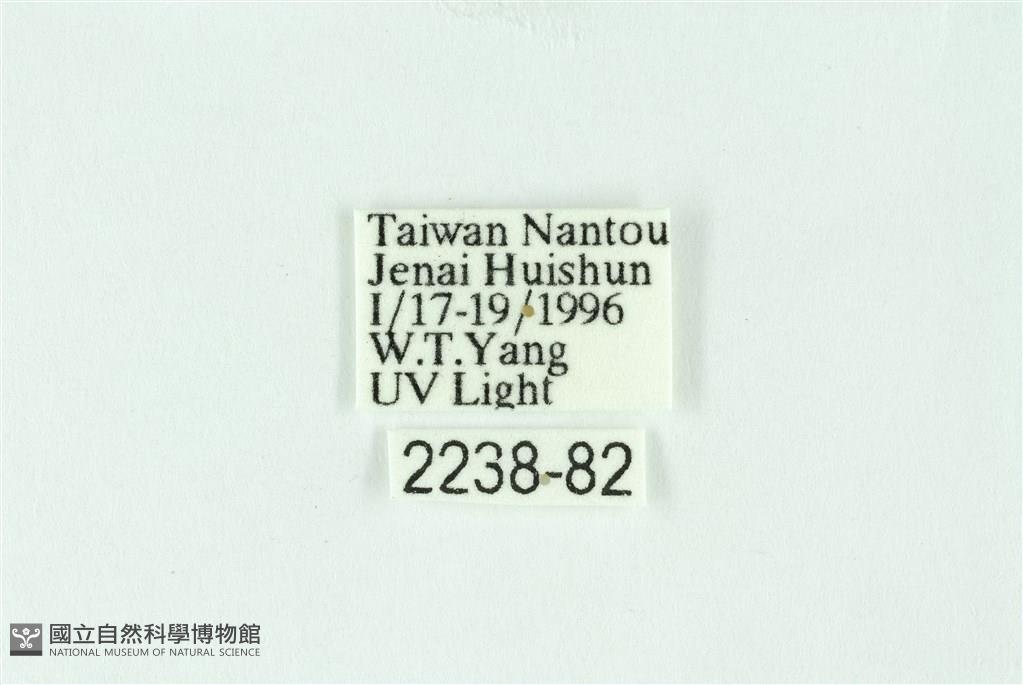 Taiwan Nantou
Jenai Huishun
I/17-19/1996
W.T.Yang
UV Light
2238-82
國立自然科學博物館
NATIONAL MUSEUM OF NATURAL SCIENCE